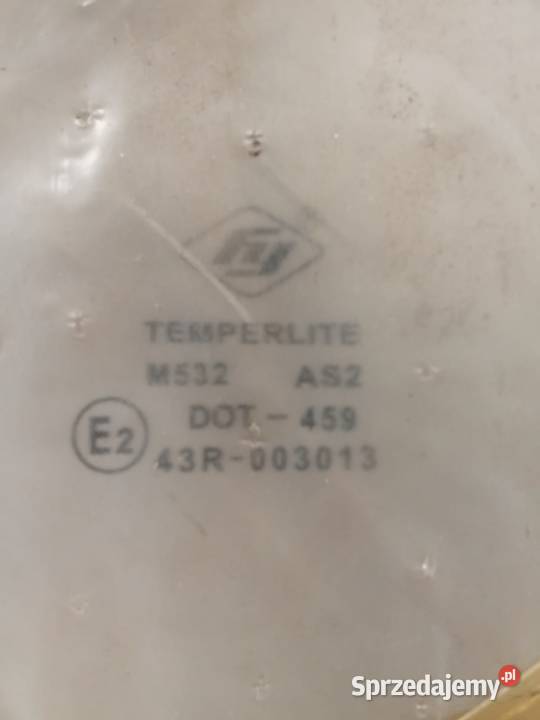 TEMPERLITE
M532 AS2
DOT - 459
E2
43R-003013
Sprzedajemy.pl